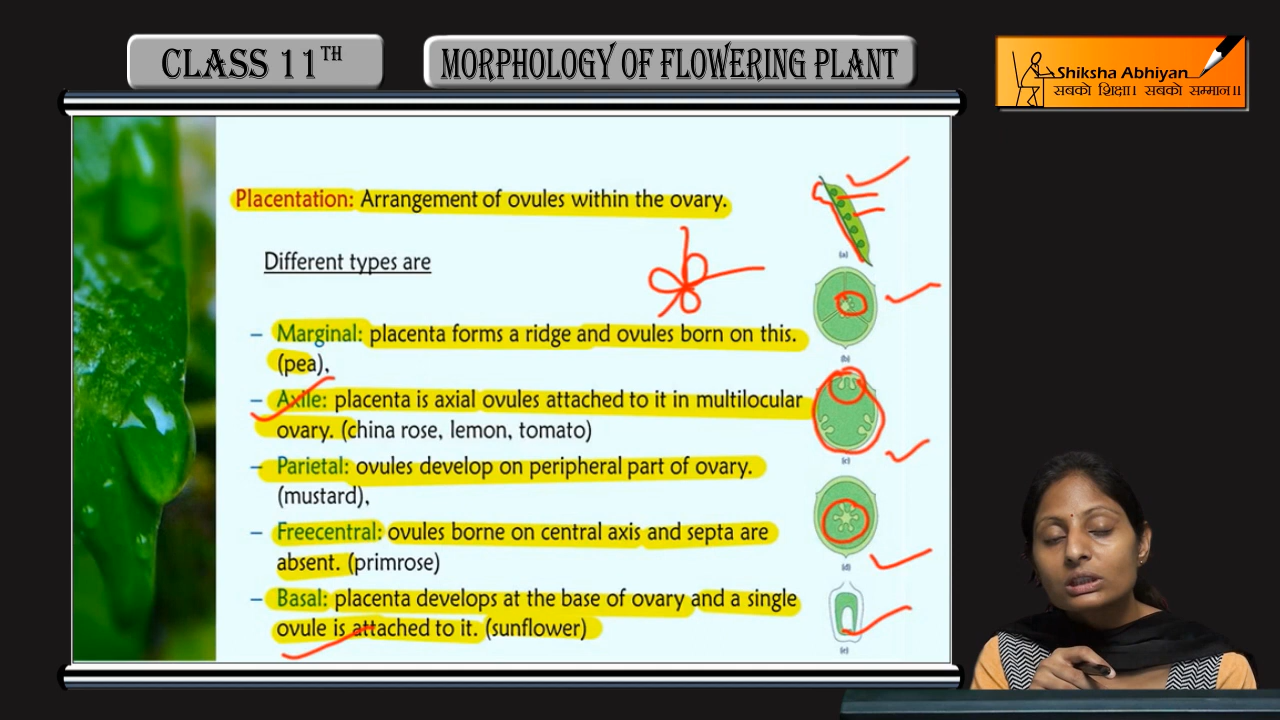 CLASS 11TH
MORPHOLOGY OF FLOWERING PLANT
Shiksha Abhiyan
सबको शिक्षा। सबको सम्मान।।
Placentation: Arrangement of ovules within the ovary.
Different types are
– Marginal: placenta forms a ridge and ovules born on this.
(pea),
– Axile: placenta is axial ovules attached to it in multilocular
ovary. (china rose, lemon, tomato)
– Parietal: ovules develop on peripheral part of ovary.
(mustard),
– Freecentral: ovules borne on central axis and septa are
absent. (primrose)
– Basal: placenta develops at the base of ovary and a single
ovule is attached to it. (sunflower)
(a)
(b)
(c)
(d)
(e)